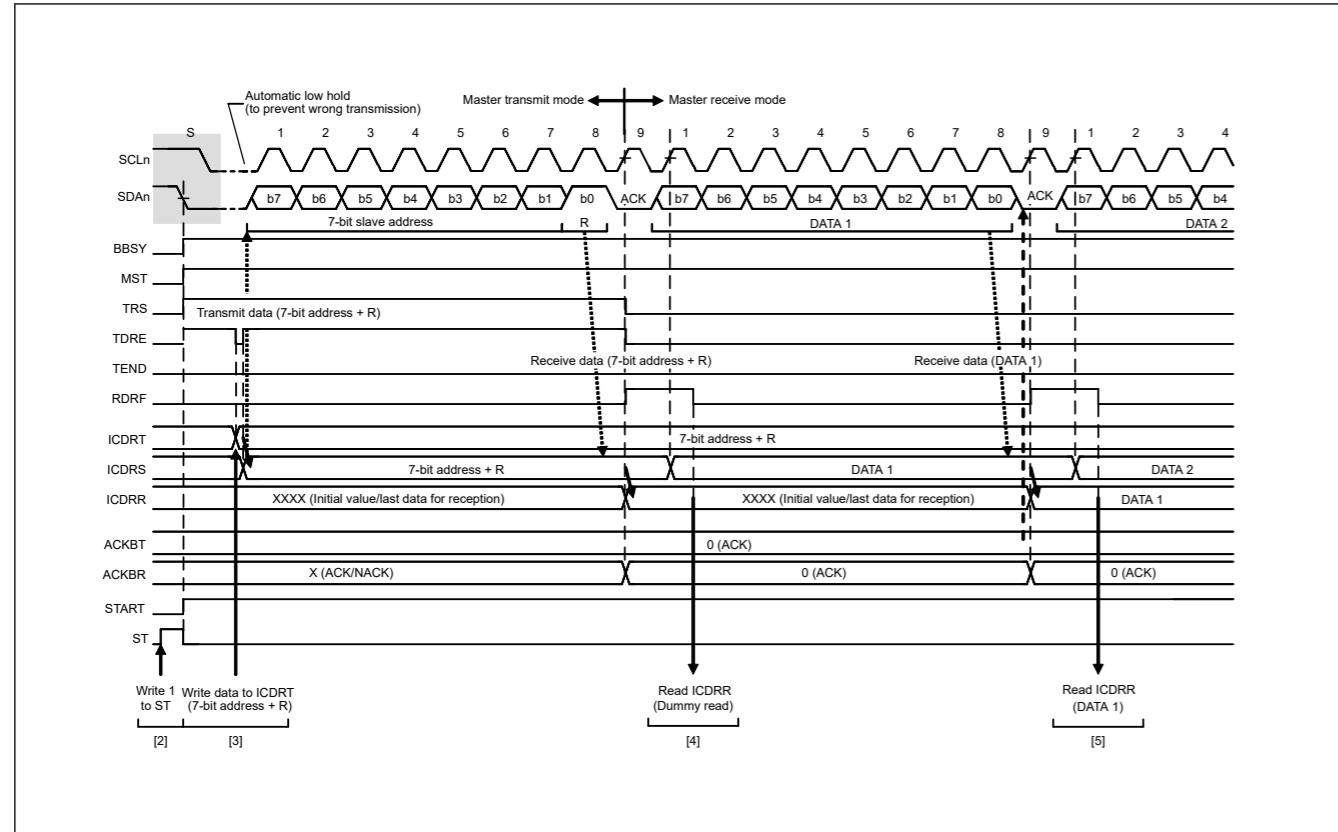 Automatic low hold
(to prevent wrong transmission)
Master transmit mode Master receive mode
S 1 2 3 4 5 6 7 8 9 1 2 3 4 5 6 7 8 9 1 2 3 4
SCLn
SDAn b7 b6 b5 b4 b3 b2 b1 b0 ACK b7 b6 b5 b4 b3 b2 b1 b0 ACK b7 b6 b5 b4
7-bit slave address R DATA 1 DATA 2
BBSY
MST
TRS Transmit data (7-bit address + R)
TDRE
Receive data (7-bit address + R) Receive data (DATA 1)
TEND
RDRF
ICDRT 7-bit address + R
ICDRS 7-bit address + R DATA 1 DATA 2
ICDRR XXXX (Initial value/last data for reception) XXXX (Initial value/last data for reception) DATA 1
ACKBT 0 (ACK)
ACKBR X (ACK/NACK) 0 (ACK) 0 (ACK)
START
ST
Write 1 Write data to ICDRT Read ICDRR Read ICDRR
to ST (7-bit address + R) (Dummy read) (DATA 1)
[2] [3] [4] [5]